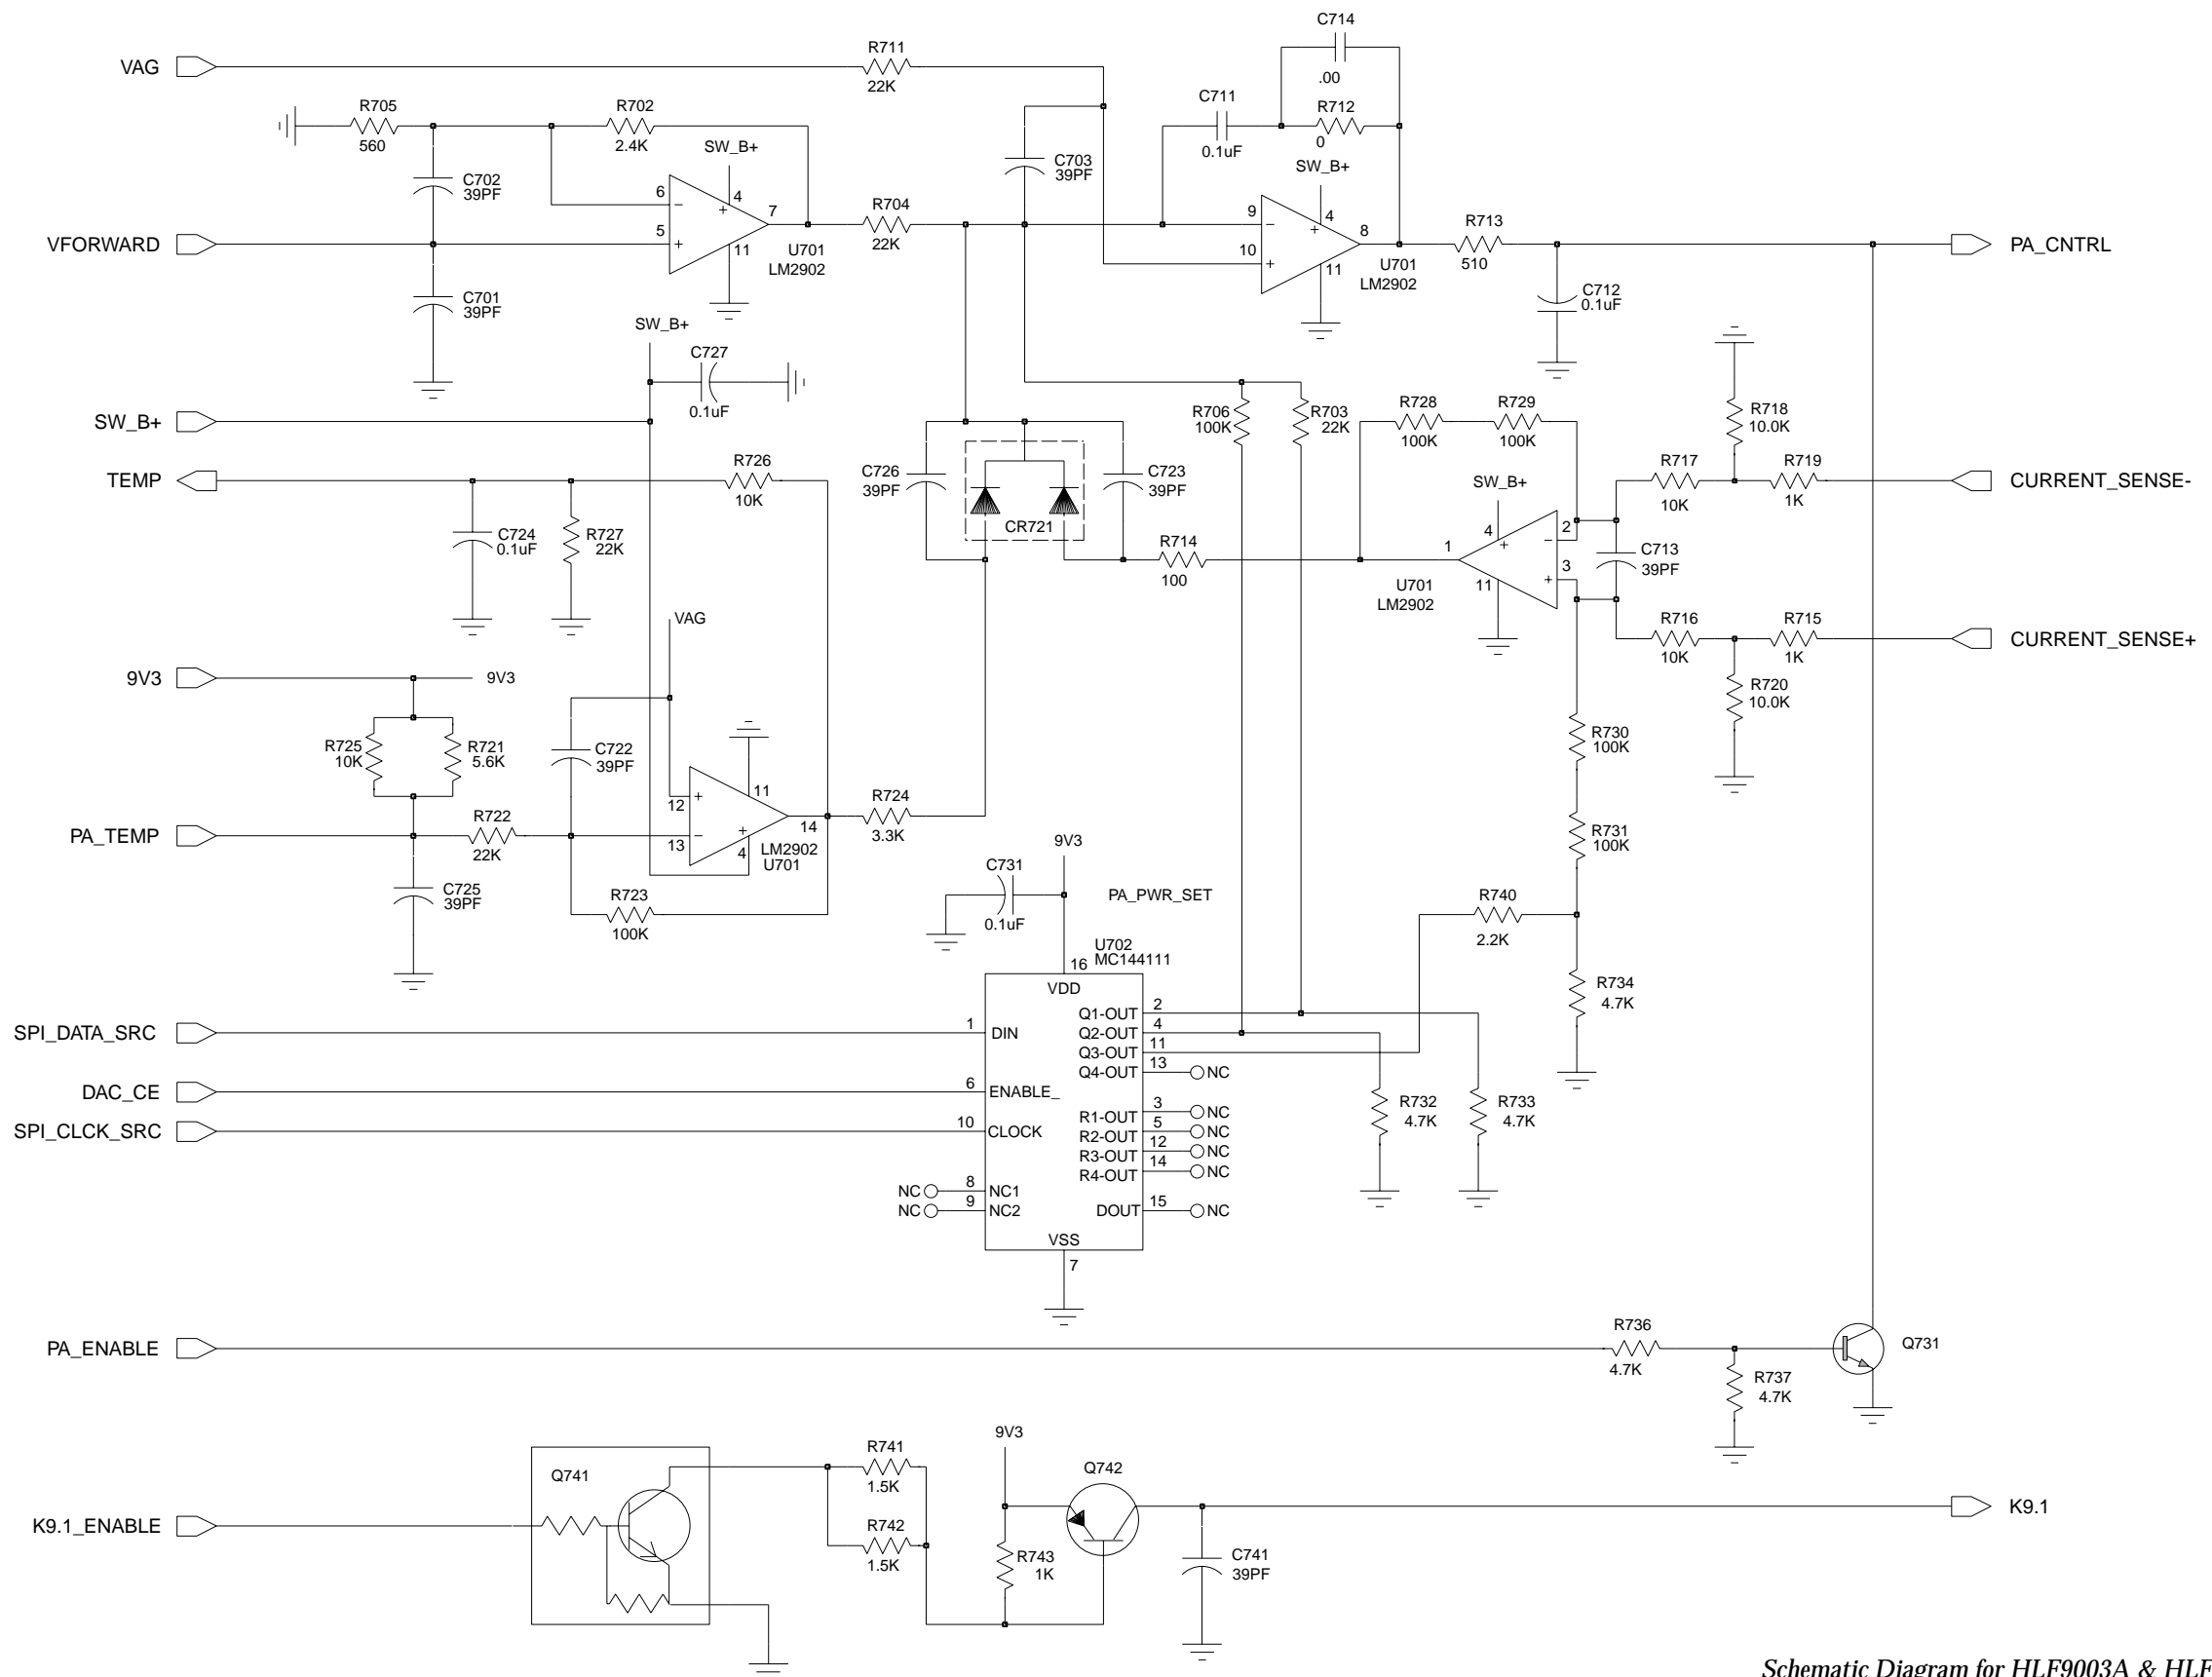 C714
.00
VAG
R711
22K
C711
0.1uF
R712
0
R705
560
R702
2.4K
SW_B+
C703
39PF
SW_B+
C702
39PF
6
5
4
7
11
U701
LM2902
R704
22K
9
10
4
8
11
U701
LM2902
R713
510
VFORWARD
PA_CNTRL
C701
39PF
C712
0.1uF
SW_B+
C727
0.1uF
SW_B+
R706
100K
R703
22K
R728
100K
R729
100K
R718
10.0K
TEMP
R726
10K
C726
39PF
CR721
C723
39PF
SW_B+
R717
10K
R719
1K
CURRENT_SENSE-
C724
0.1uF
R727
22K
R714
100
1
4
2
3
11
U701
LM2902
C713
39PF
VAG
R716
10K
R715
1K
CURRENT_SENSE+
9V3
9V3
R720
10.0K
R725
10K
R721
5.6K
C722
39PF
R730
100K
12
13
11
4
14
LM2902
U701
R724
3.3K
PA_TEMP
R722
22K
R731
100K
C725
39PF
R723
100K
9V3
C731
0.1uF
PA_PWR_SET
R740
2.2K
U702
MC144111
16
VDD
R734
4.7K
SPI_DATA_SRC
1
DIN
Q1-OUT
2
Q2-OUT
4
Q3-OUT
11
Q4-OUT
13
NC
DAC_CE
6
ENABLE_
R1-OUT
3
NC
R732
4.7K
R733
4.7K
SPI_CLCK_SRC
10
CLOCK
R2-OUT
5
NC
R3-OUT
12
NC
R4-OUT
14
NC
NC
8
NC1
NC
9
NC2
DOUT
15
NC
VSS
7
PA_ENABLE
R736
4.7K
Q731
R737
4.7K
Q741
R741
1.5K
9V3
Q742
K9.1_ENABLE
R742
1.5K
K9.1
R743
1K
C741
39PF
Schematic Diagram for HLF9003A & HLF